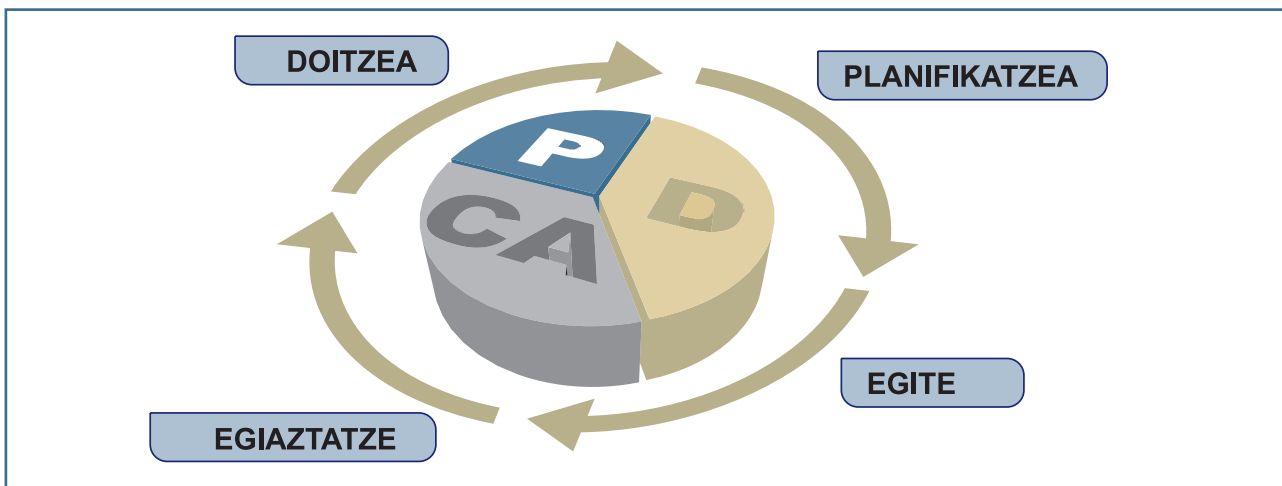 DOITZEA
PLANIFIKATZEA
P
D
CA
EGITE
EGIAZTATZE